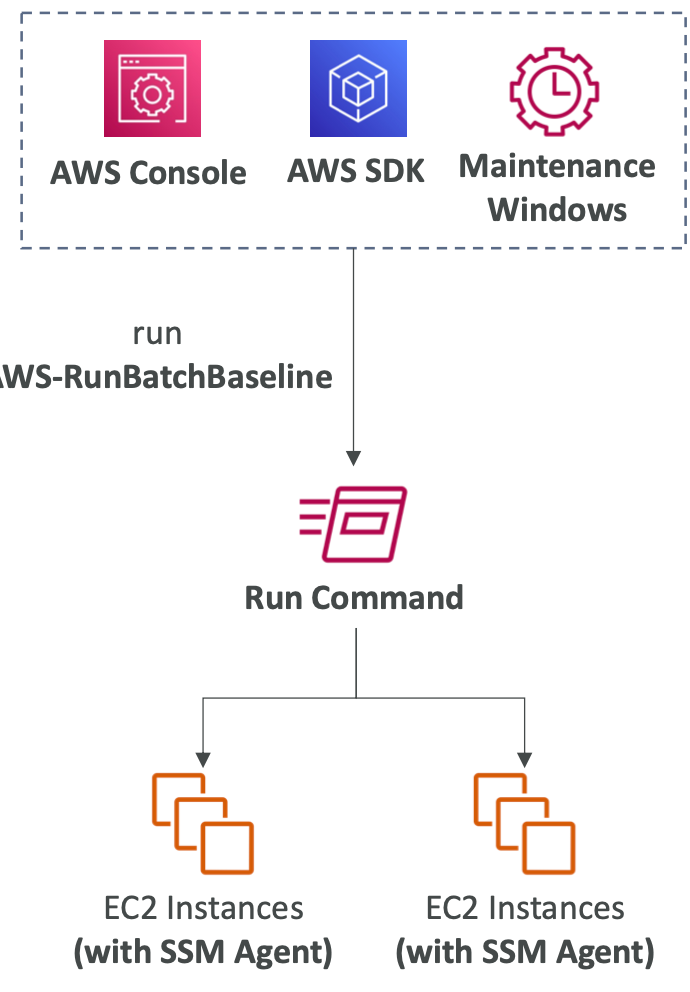 AWS Console
AWS SDK
Maintenance
Windows
run
AWS-RunBatchBaseline
Run Command
EC2 Instances
(with SSM Agent)
EC2 Instances
(with SSM Agent)